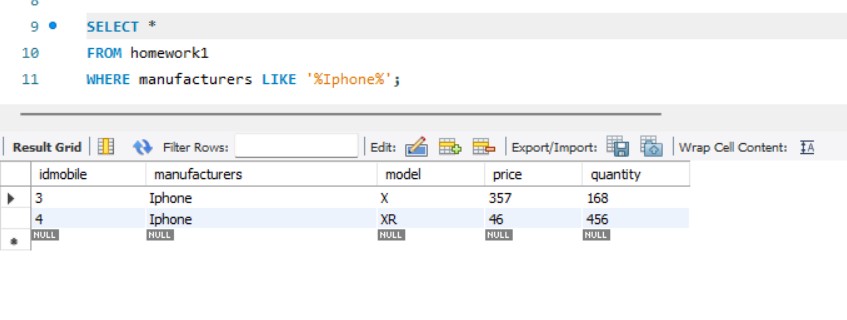 8
9 SELECT *
10 FROM homework1
11 WHERE manufacturers LIKE '%Iphone%';
Result Grid Filter Rows: Edit: Export/Import: Wrap Cell Content: IA
idmobile manufacturers model price quantity
3 Iphone X 357 168
4 Iphone XR 46 456
NULL NULL NULL NULL NULL